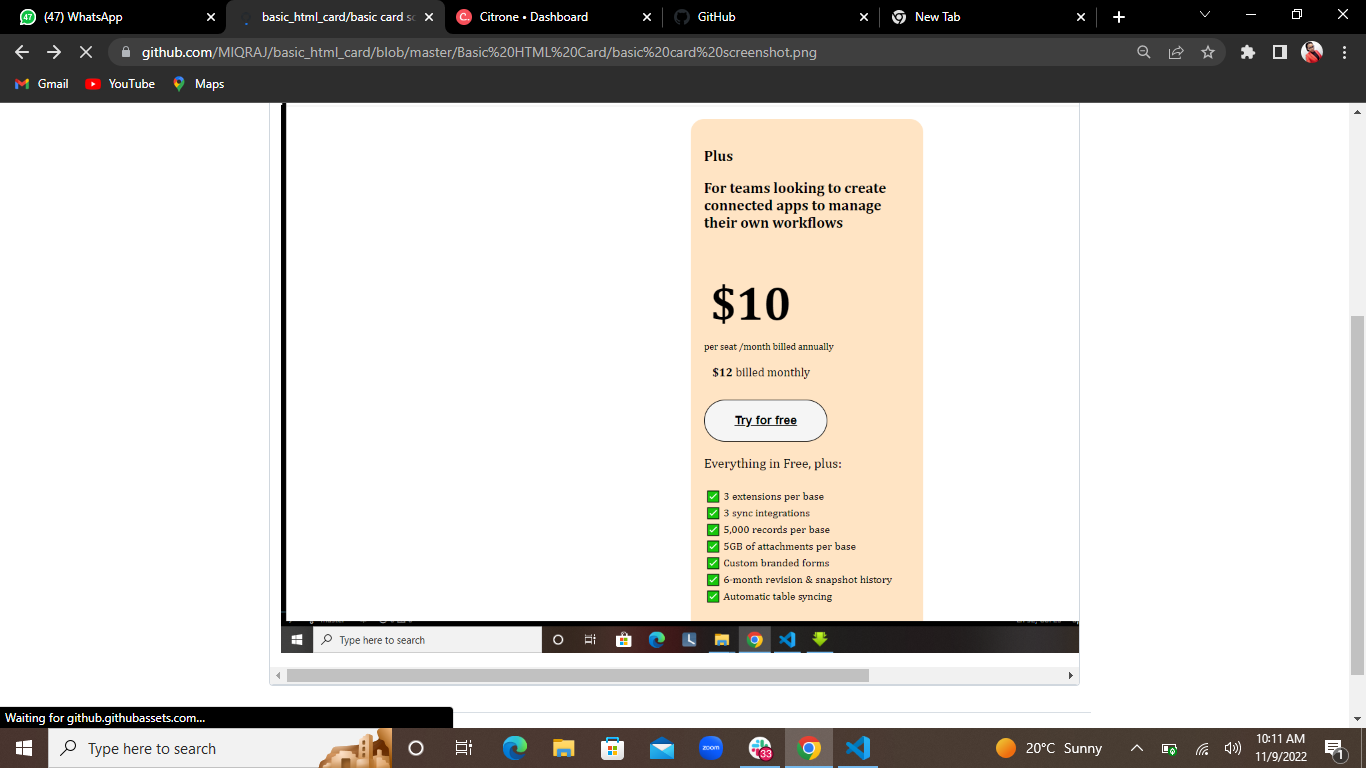 (47) WhatsApp
basic_html_card/basic card sc
Citrone • Dashboard
GitHub
New Tab
github.com/MIQRAJ/basic_html_card/blob/master/Basic%20HTML%20Card/basic%20card%20screenshot.png
Gmail
YouTube
Maps
Plus
For teams looking to create
connected apps to manage
their own workflows
$10
per seat /month billed annually
$12 billed monthly
Try for free
Everything in Free, plus:
✅ 3 extensions per base
✅ 3 sync integrations
✅ 5,000 records per base
✅ 5GB of attachments per base
✅ Custom branded forms
✅ 6-month revision & snapshot history
✅ Automatic table syncing
Type here to search
Waiting for github.githubassets.com...
Type here to search
zoom
33
20°C Sunny
10:11 AM
11/9/2022
1